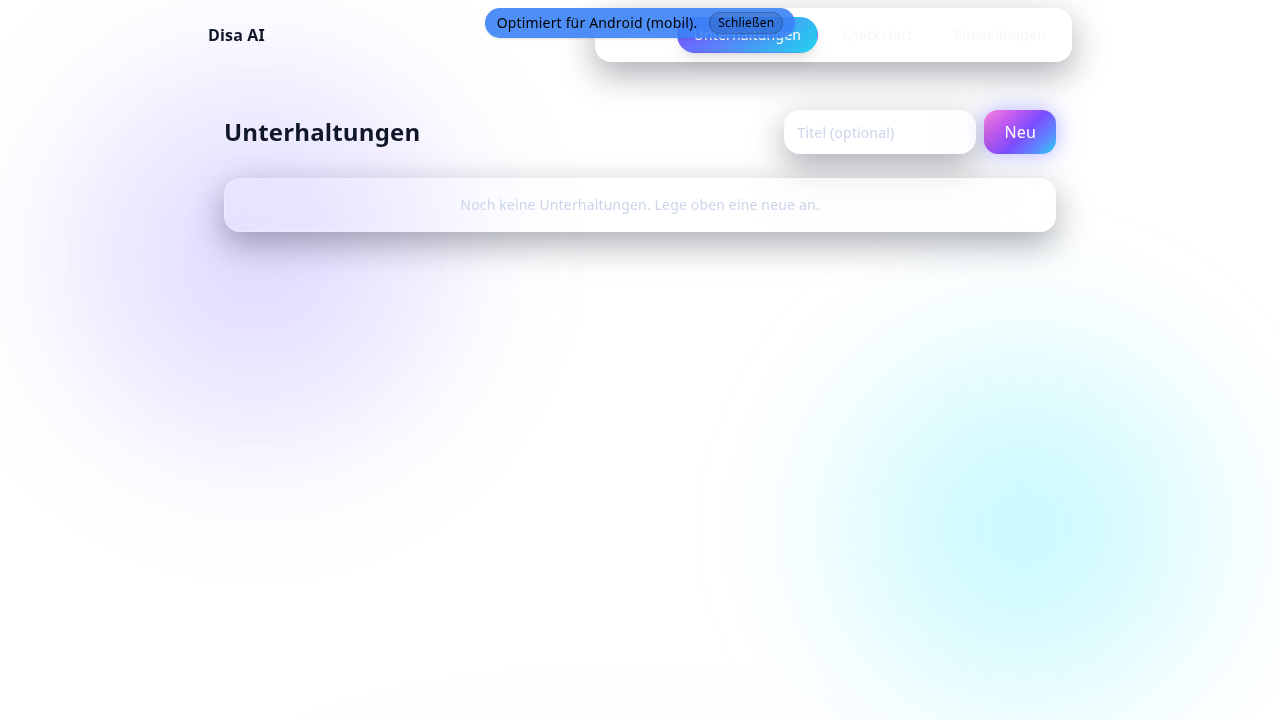 Disa AI
Optimiert für Android (mobil). Schließen
Unterhaltungen Quickstart Einstellungen
Unterhaltungen
Titel (optional) Neu
Noch keine Unterhaltungen. Lege oben eine neue an.